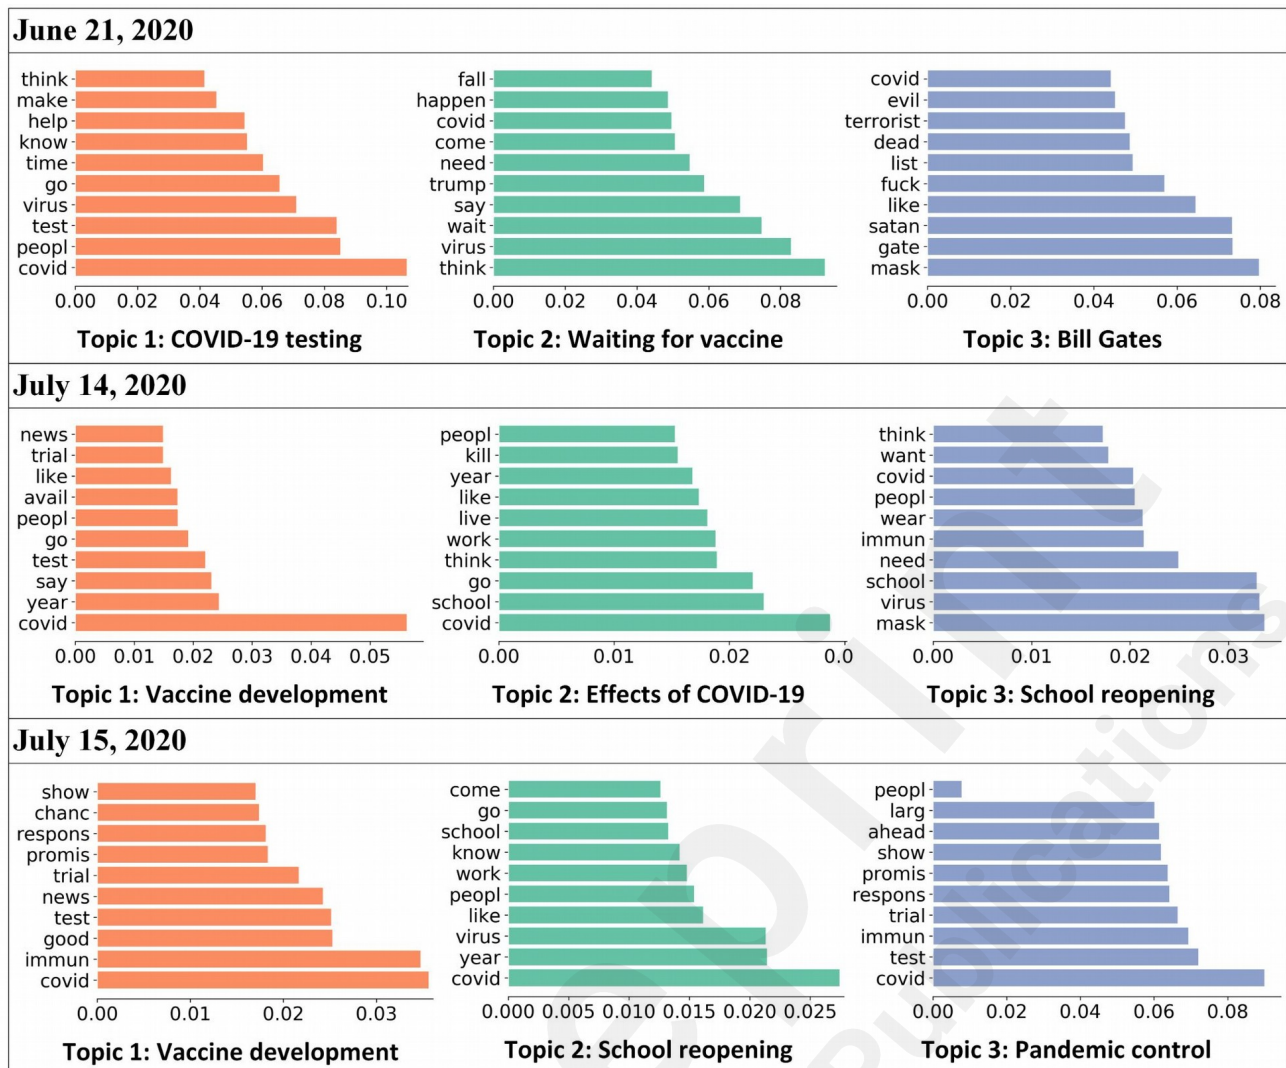 June 21, 2020
think
make
help
know
time
go
virus
test
peopl
covid
0.00 0.02 0.04 0.06 0.08 0.10
Topic 1: COVID-19 testing
fall
happen
covid
come
need
trump
say
wait
virus
think
0.00 0.02 0.04 0.06 0.08
Topic 2: Waiting for vaccine
covid
evil
terrorist
dead
list
fuck
like
satan
gate
mask
0.00 0.02 0.04 0.06 0.08
Topic 3: Bill Gates
July 14, 2020
news
trial
like
avail
peopl
go
test
say
year
covid
0.00 0.01 0.02 0.03 0.04 0.05
Topic 1: Vaccine development
peopl
kill
year
like
live
work
think
go
school
covid
0.00 0.01 0.02 0.0
Topic 2: Effects of COVID-19
think
want
covid
peopl
wear
immun
need
school
virus
mask
0.00 0.01 0.02 0.03
Topic 3: School reopening
July 15, 2020
show
chanc
respons
promis
trial
news
test
good
immun
covid
0.00 0.01 0.02 0.03
Topic 1: Vaccine development
come
go
school
know
work
peopl
like
virus
year
covid
0.000 0.005 0.010 0.015 0.020 0.025
Topic 2: School reopening
peopl
larg
ahead
show
promis
respons
trial
immun
test
covid
0.00 0.02 0.04 0.06 0.08
Topic 3: Pandemic control
eprint
Publications